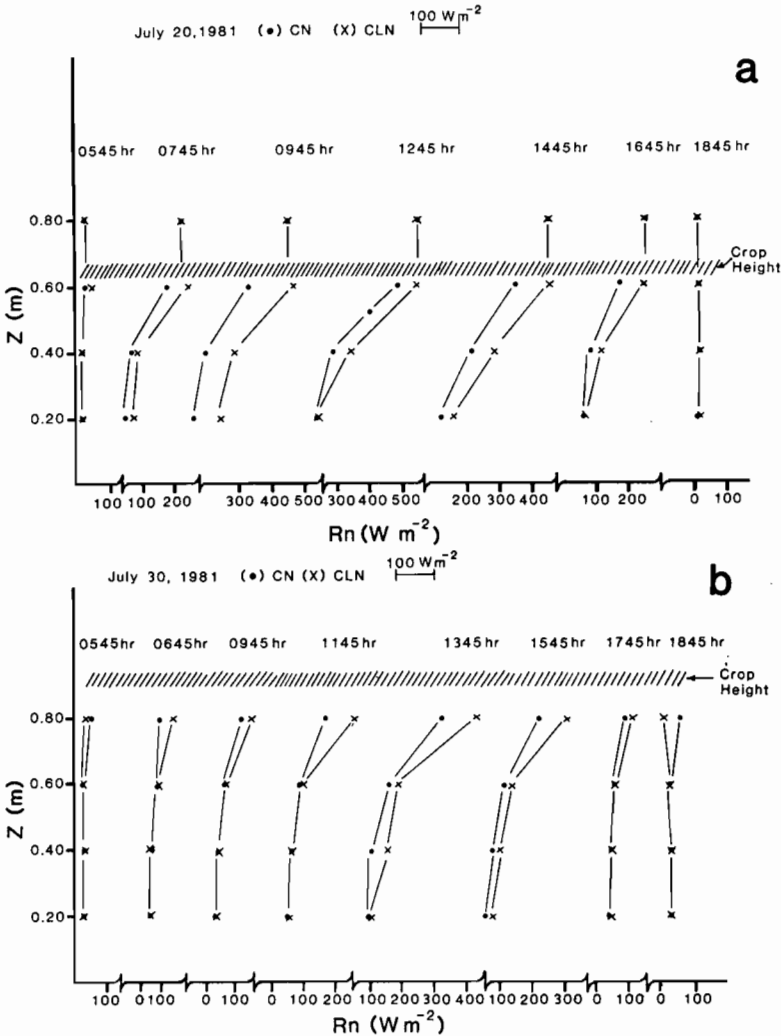 July 20,1981 (●) CN (X) CLN 100 Wm-2
a
0545 hr 0745 hr 0945 hr 1245 hr 1445 hr 1645 hr 1845 hr
0.80
Crop Height
0.60
Z (m)
0.40
0.20
100 100 200 300 400 500 300 400 500 200 300 400 100 200 0 100
Rn (W m-2)
July 30, 1981 (●) CN (X) CLN 100 Wm-2
b
0545 hr 0645 hr 0945 hr 1145 hr 1345 hr 1545 hr 1745 hr 1845 hr
Crop Height
0.80
0.60
Z (m)
0.40
0.20
100 0 100 0 100 0 100 200 100 200 300 400 100 200 300 0 100 0 100
Rn (W m-2)